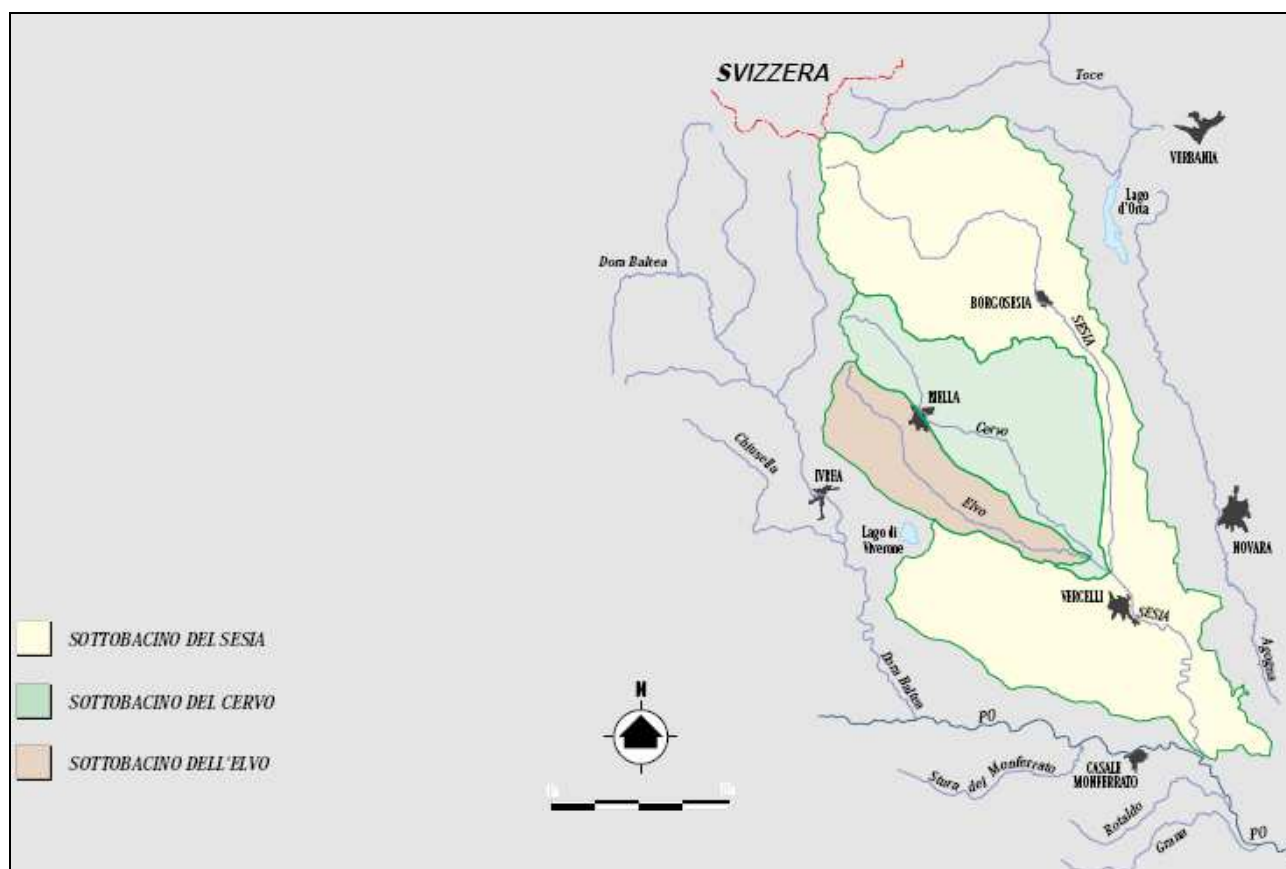 SVIZZERA
Toce
VERBANIA
Lago
d'Orta
Dora Baltea
BORGOSESIA
SESIA
BIELLA
Cervo
Chiusella
IVREA
Elvo
Lago di
Viverone
NOVARA
VERCELLI
SESIA
SOTTOBACINO DEL SESIA
Dora Baltea
Agogna
SOTTOBACINO DEL CERVO
N
PO
SOTTOBACINO DELL'ELVO
Stura del Monferrato
CASALE
MONFERRATO
Rotaldo
Grana
PO